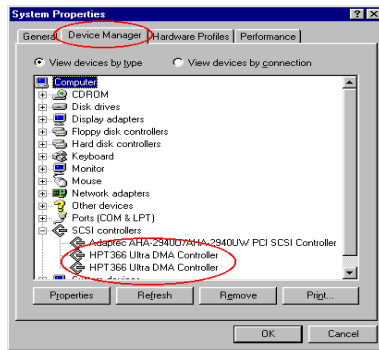 System Properties
General Device Manager Hardware Profiles Performance
View devices by type View devices by connection
Computer
CDROM
Disk drives
Display adapters
Floppy disk controllers
Hard disk controllers
Keyboard
Monitor
Mouse
Network adapters
Other devices
Ports (COM & LPT)
SCSI controllers
Adaptec AHA-2940U/AHA-2940UW PCI SCSI Controller
HPT366 Ultra DMA Controller
HPT366 Ultra DMA Controller
System devices
Properties Refresh Remove Print...
OK Cancel